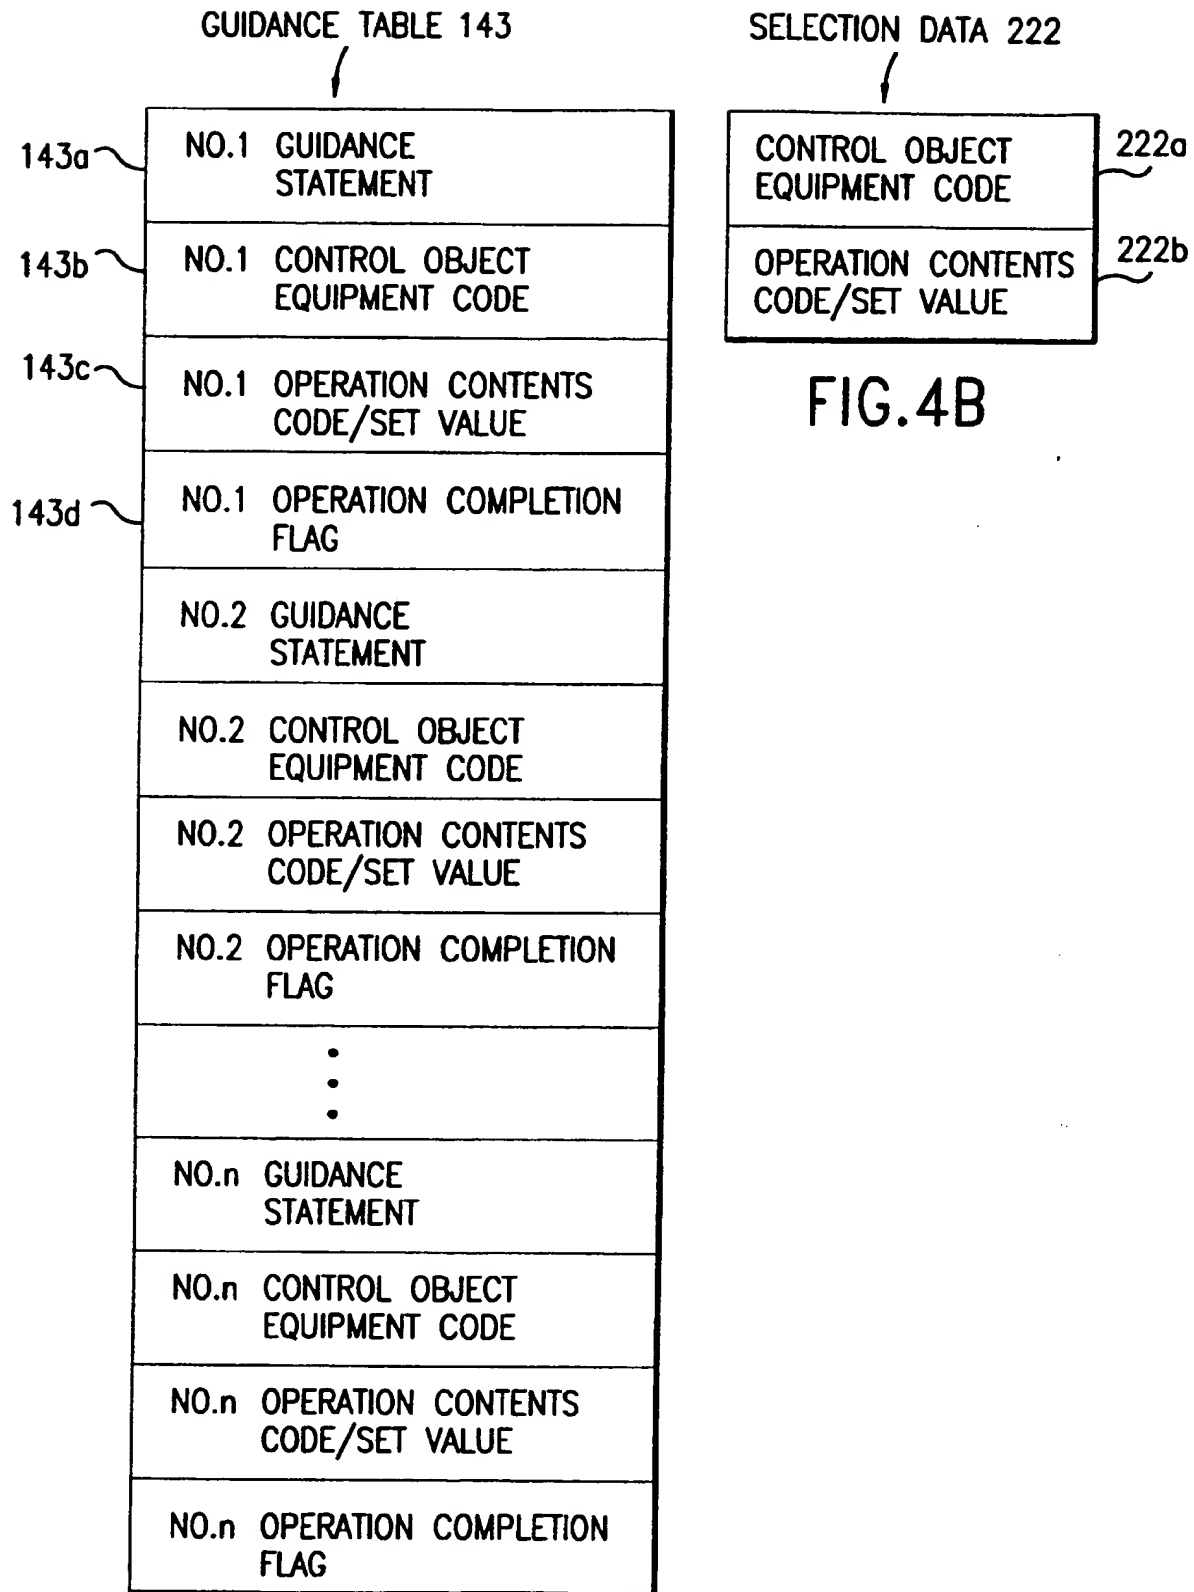 GUIDANCE TABLE 143
143a
NO.1 GUIDANCE
STATEMENT
143b
NO.1 CONTROL OBJECT
EQUIPMENT CODE
143c
NO.1 OPERATION CONTENTS
CODE/SET VALUE
143d
NO.1 OPERATION COMPLETION
FLAG
NO.2 GUIDANCE
STATEMENT
NO.2 CONTROL OBJECT
EQUIPMENT CODE
NO.2 OPERATION CONTENTS
CODE/SET VALUE
NO.2 OPERATION COMPLETION
FLAG
NO.n GUIDANCE
STATEMENT
NO.n CONTROL OBJECT
EQUIPMENT CODE
NO.n OPERATION CONTENTS
CODE/SET VALUE
NO.n OPERATION COMPLETION
FLAG
SELECTION DATA 222
CONTROL OBJECT
EQUIPMENT CODE
222a
OPERATION CONTENTS
CODE/SET VALUE
222b
FIG.4B